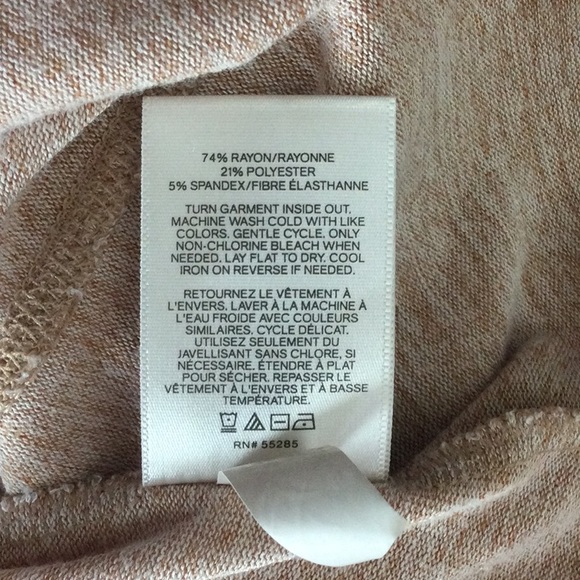 74% RAYON/RAYONNE
21% POLYESTER
5% SPANDEX/FIBRE ÉLASTHANNE
TURN GARMENT INSIDE OUT.
MACHINE WASH COLD WITH LIKE
COLORS. GENTLE CYCLE. ONLY
NON-CHLORINE BLEACH WHEN
NEEDED. LAY FLAT TO DRY. COOL
IRON ON REVERSE IF NEEDED.
RETOURNEZ LE VÊTEMENT À
L'ENVERS. LAVER À LA MACHINE À
L'EAU FROIDE AVEC COULEURS
SIMILAIRES. CYCLE DÉLICAT.
UTILISEZ SEULEMENT DU
JAVELLISANT SANS CHLORE, SI
NÉCESSAIRE. ÉTENDRE À PLAT
POUR SÉCHER. REPASSER LE
VÊTEMENT À L'ENVERS ET À BASSE
TEMPÉRATURE.
RN# 55285